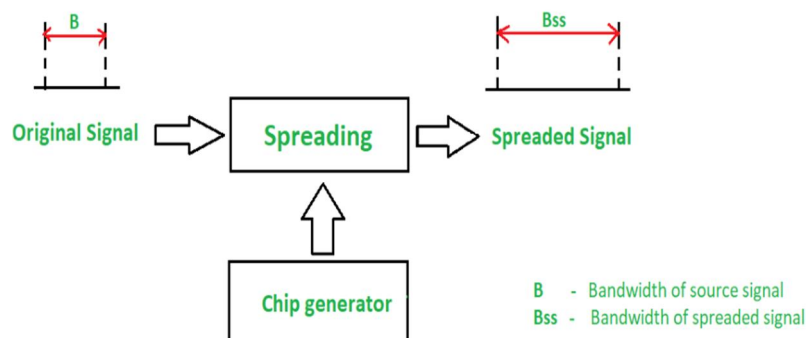 B
Bss
Original Signal
Spreading
Spreaded Signal
Chip generator
B - Bandwidth of source signal
Bss - Bandwidth of spreaded signal